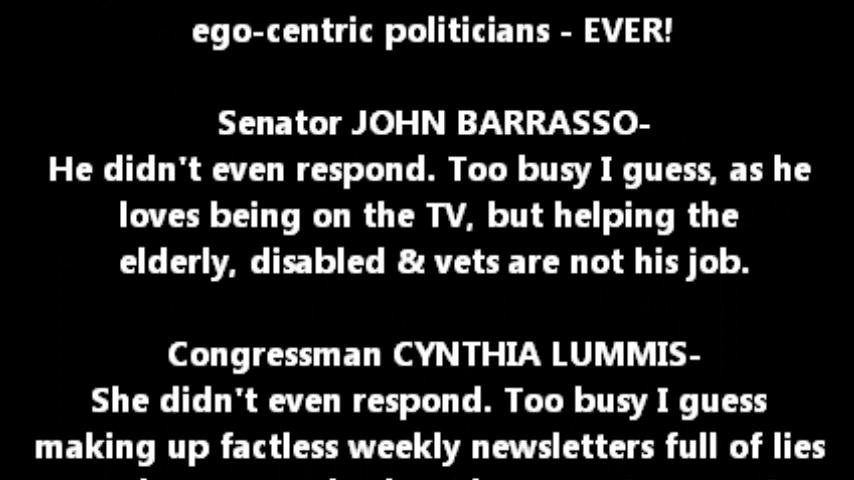 ego-centric politicians - EVER!
Senator JOHN BARRASSO-
He didn't even respond. Too busy I guess, as he
loves being on the TV, but helping the
elderly, disabled & vets are not his job.
Congressman CYNTHIA LUMMIS-
She didn't even respond. Too busy I guess
making up factless weekly newsletters full of lies